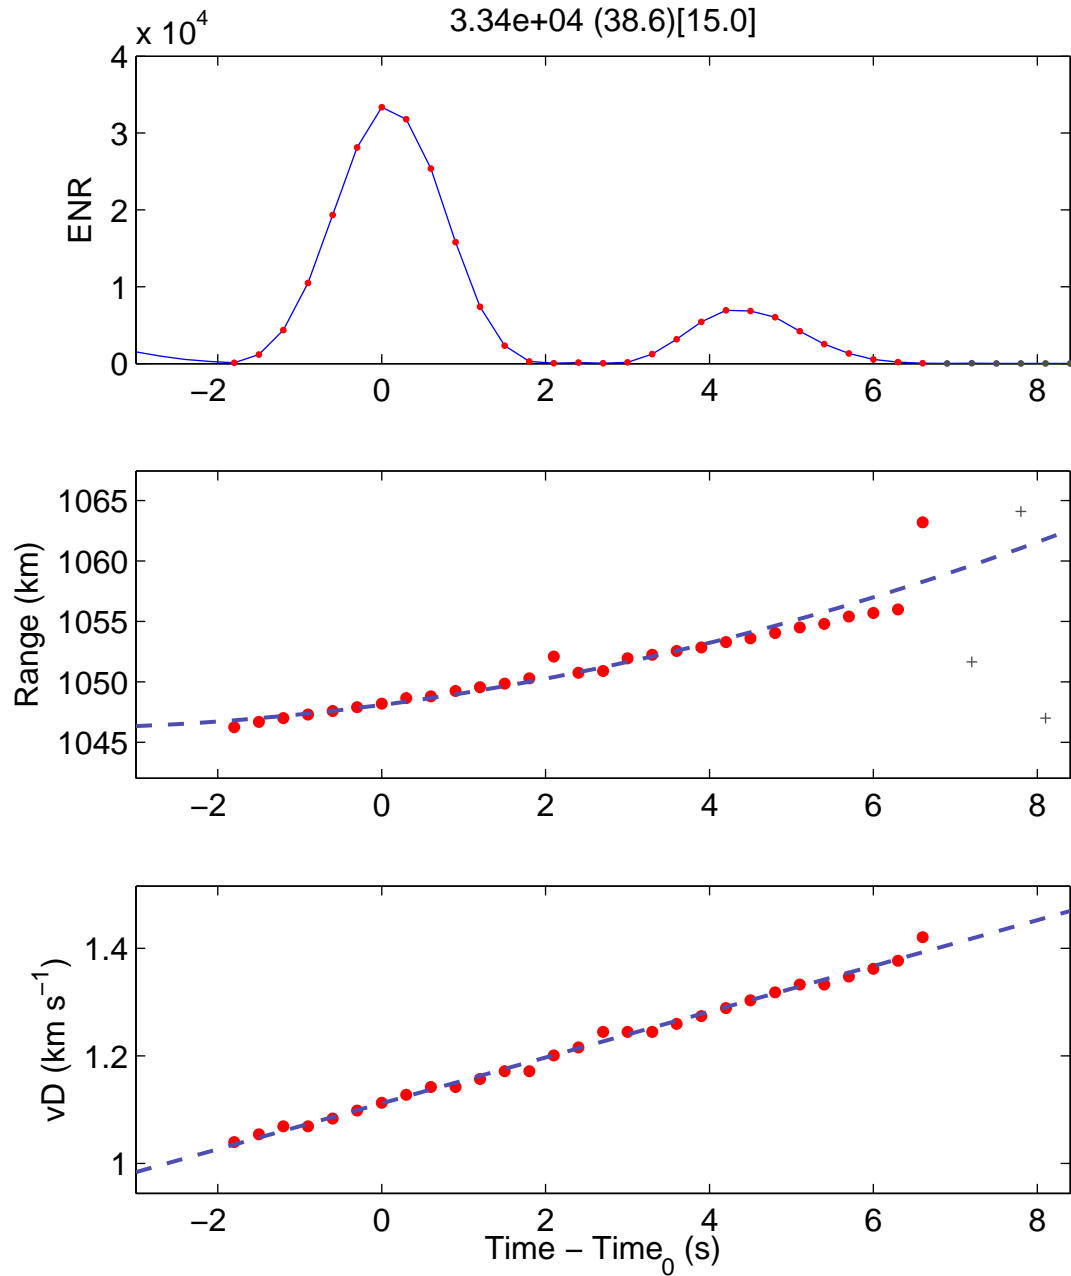 3.34e+04 (38.6)[15.0]
x 10^4
4
3
2
1
0
ENR
−2 0 2 4 6 8
1065
1060
1055
1050
1045
Range (km)
−2 0 2 4 6 8
1.4
1.2
1
vD (km s^−1)
−2 0 2 4 6 8
Time − Time_0 (s)